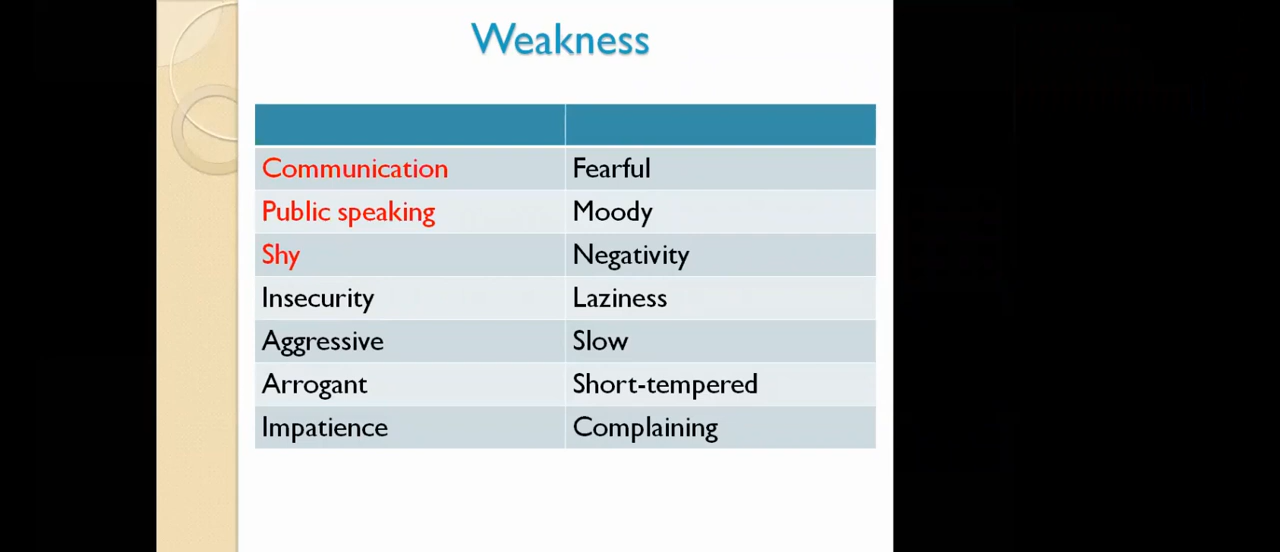 Weakness
Communication Fearful
Public speaking Moody
Shy Negativity
Insecurity Laziness
Aggressive Slow
Arrogant Short-tempered
Impatience Complaining